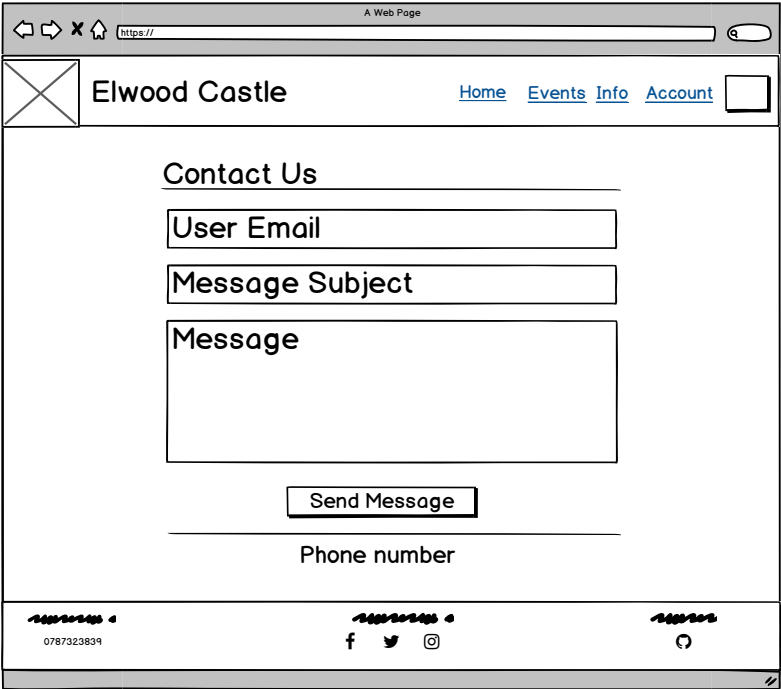 A Web Page
https://
Elwood Castle Home Events Info Account
Contact Us
User Email
Message Subject
Message
Send Message
Phone number
0787323839